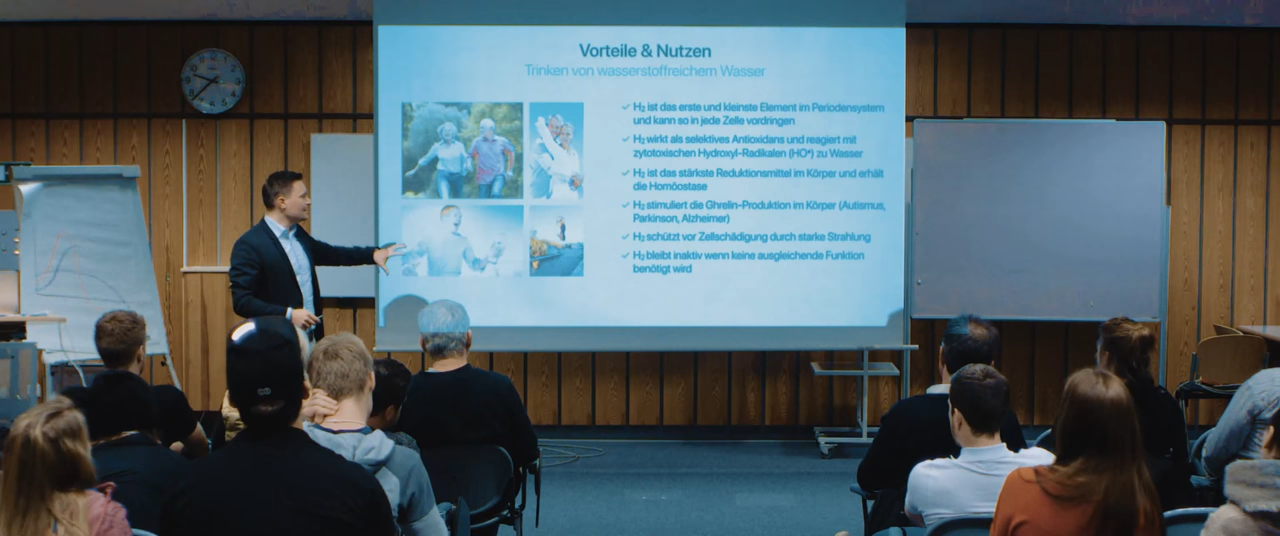 Vorteile & Nutzen
Trinken von wasserstoffreichem Wasser
✓ H₂ ist das erste und kleinste Element im Periodensystem
und kann so in jede Zelle vordringen
✓ H₂ wirkt als selektives Antioxidans und reagiert mit
zytotoxischen Hydroxyl-Radikalen (HO•) zu Wasser
✓ H₂ ist das stärkste Reduktionsmittel im Körper und erhält
die Homöostase
✓ H₂ stimuliert die Ghrelin-Produktion im Körper (Autismus,
Parkinson, Alzheimer)
✓ H₂ schützt vor Zellschädigung durch starke Strahlung
✓ H₂ bleibt inaktiv wenn keine ausgleichende Funktion
benötigt wird